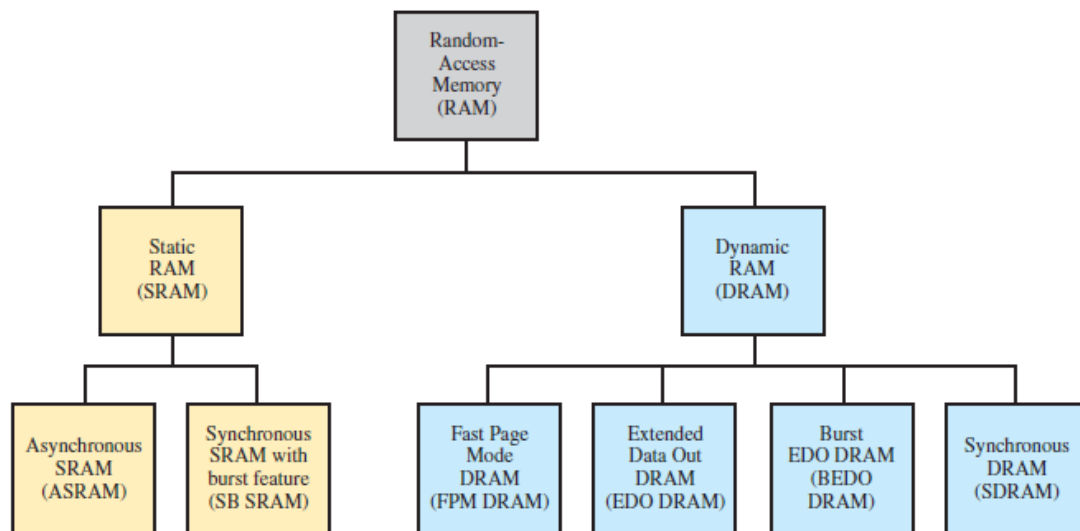 Random-
Access
Memory
(RAM)
Static
RAM
(SRAM)
Dynamic
RAM
(DRAM)
Asynchronous
SRAM
(ASRAM)
Synchronous
SRAM with
burst feature
(SB SRAM)
Fast Page
Mode
DRAM
(FPM DRAM)
Extended
Data Out
DRAM
(EDO DRAM)
Burst
EDO DRAM
(BEDO
DRAM)
Synchronous
DRAM
(SDRAM)